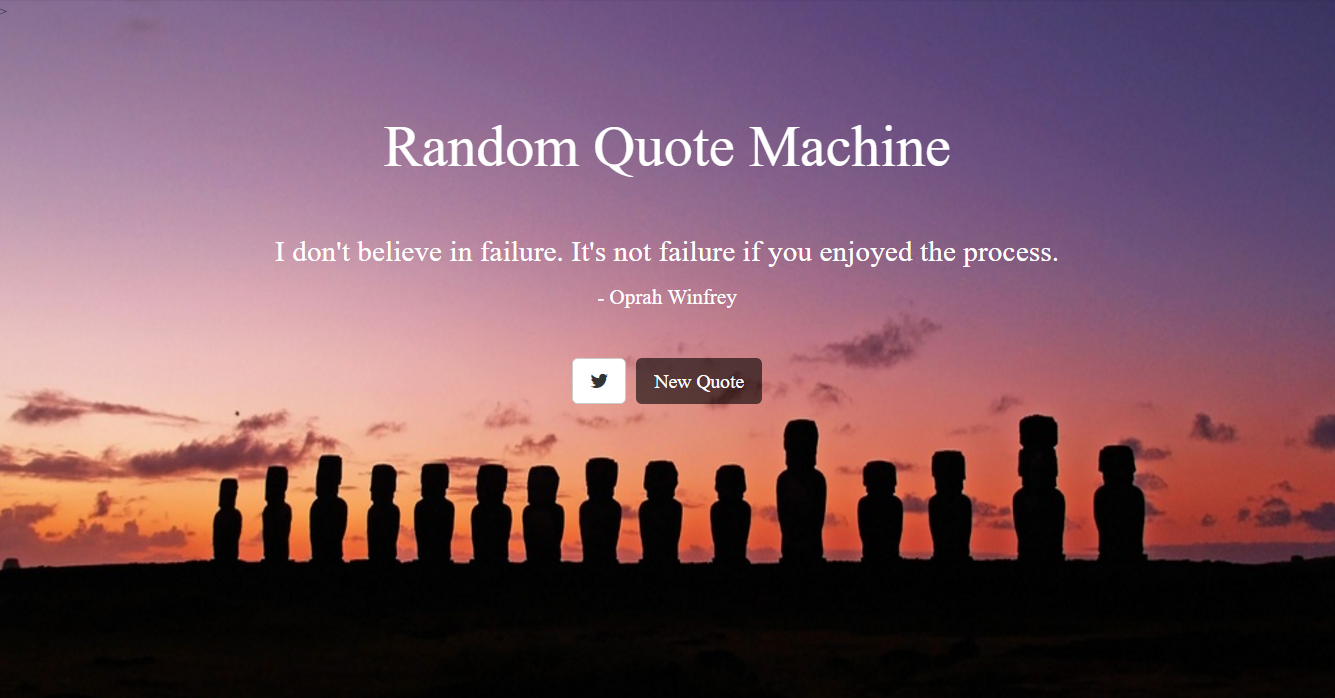 >
Random Quote Machine
I don't believe in failure. It's not failure if you enjoyed the process.
- Oprah Winfrey
New Quote